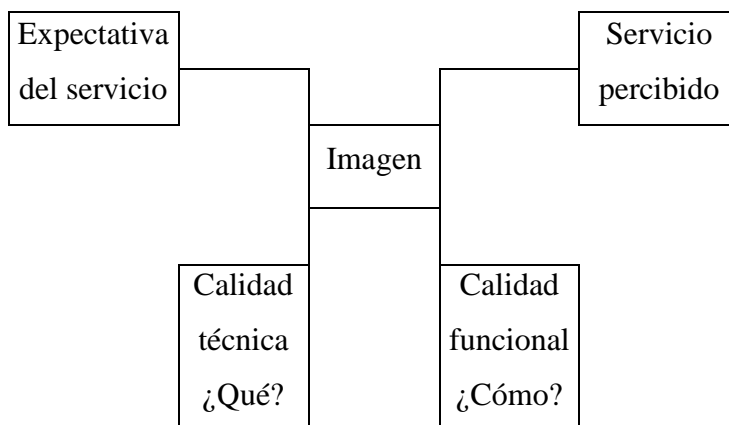 Expectativa
del servicio
Servicio
percibido
Imagen
Calidad
técnica
¿Qué?
Calidad
funcional
¿Cómo?